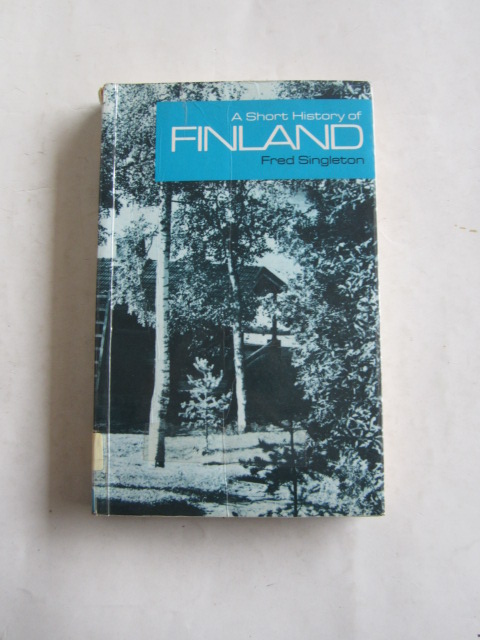 A Short History of
FINLAND
Fred Singleton